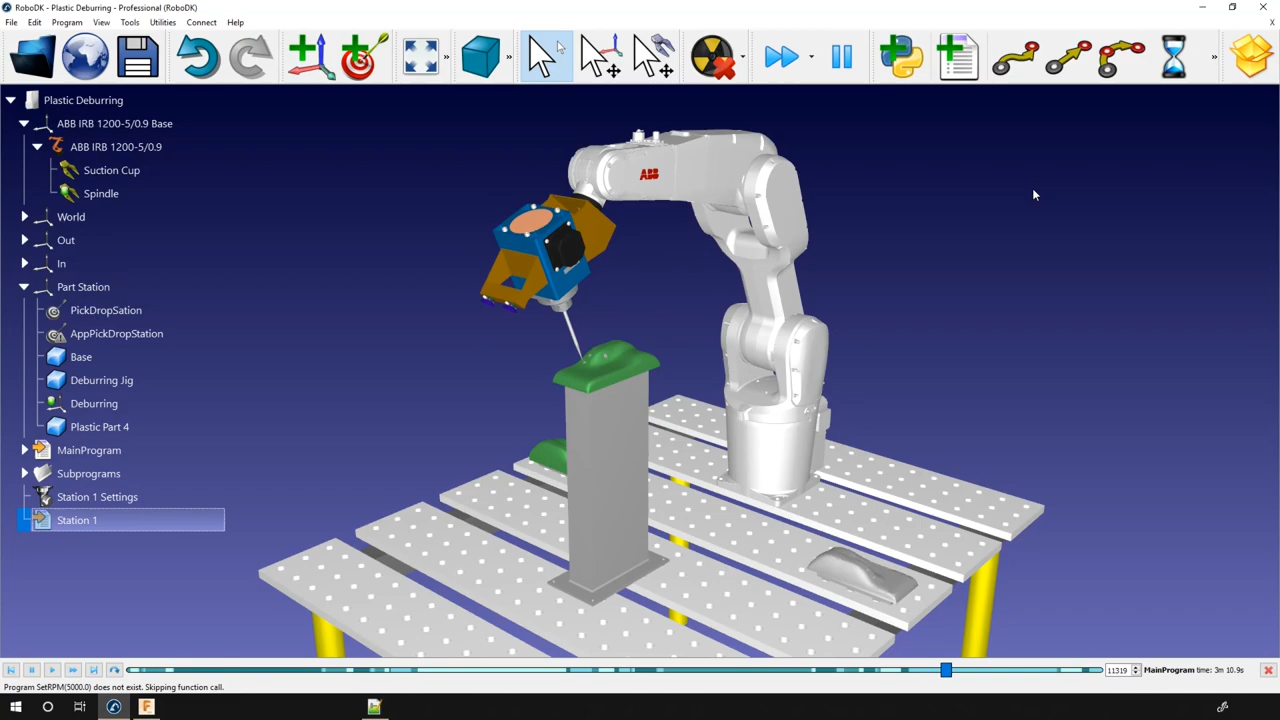 RoboDK - Plastic Deburring - Professional (RoboDK)
File Edit Program View Tools Utilities Connect Help
Plastic Deburring
ABB IRB 1200-5/0.9 Base
ABB IRB 1200-5/0.9
Suction Cup
Spindle
World
Out
In
Part Station
PickDropSation
AppPickDropStation
Base
Deburring Jig
Deburring
Plastic Part 4
MainProgram
Subprograms
Station 1 Settings
Station 1
ABB
11319 MainProgram time: 3m 10.9s
Program SetRPM(5000.0) does not exist. Skipping function call.